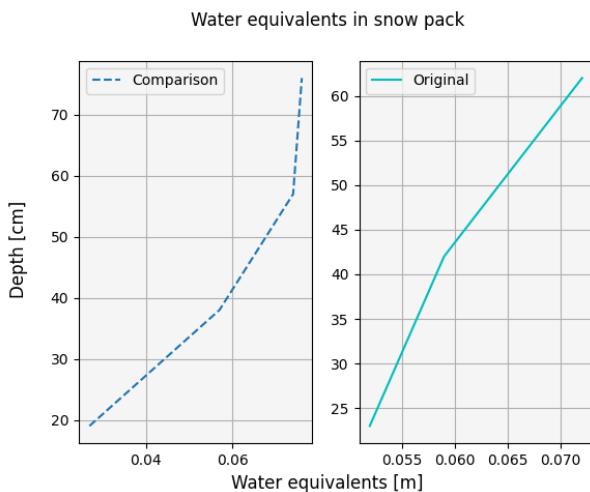 Water equivalents in snow pack
Depth [cm]
Comparison
70
60
50
40
30
20
0.04 0.06
Original
60
55
50
45
40
35
30
25
0.055 0.060 0.065 0.070
Water equivalents [m]